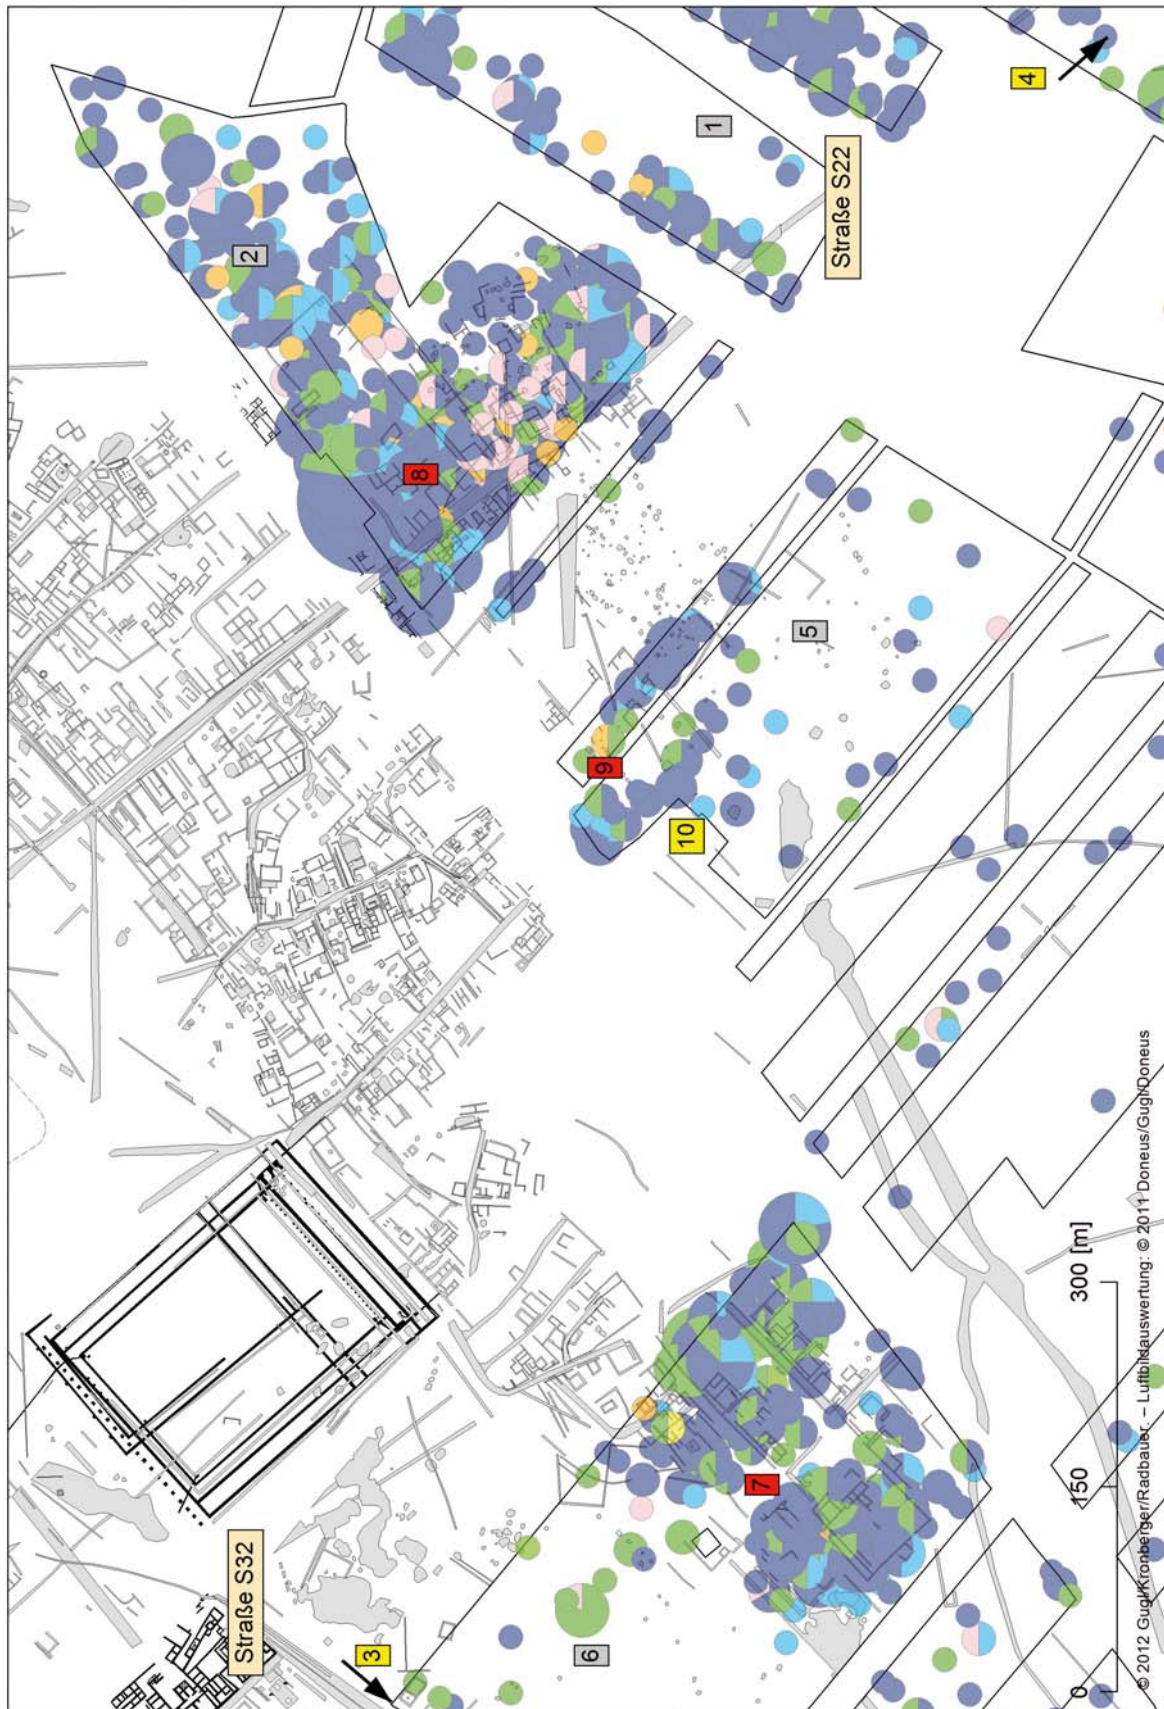 Straße S32
Straße S22
1
2
3
4
5
6
7
8
9
10
0 150 300 [m]
© 2012 Gugl/Kronberger/Radbauer. – Luftbildauswertung: © 2011 Doneus/Gugl/Doneus